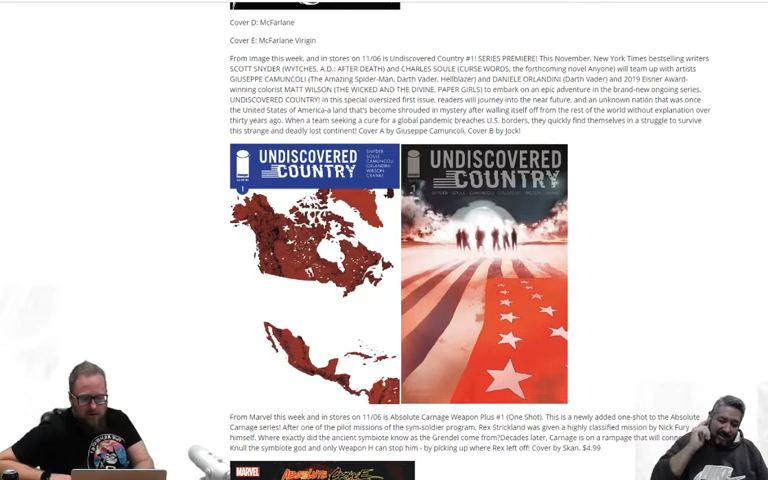 Cover D: McFarlane
Cover E: McFarlane Virigin
From Image this week, and in stores on 11/06 is Undiscovered Country #1! SERIES PREMIERE! This November, New York Times bestselling writers
SCOTT SNYDER (WYTCHES, A.D.: AFTER DEATH) and CHARLES SOULE (CURSE WORDS, the forthcoming novel Anyone) will team up with artists
GIUSEPPE CAMUNCOLI (The Amazing Spider-Man, Darth Vader, Hellblazer) and DANIELE ORLANDINI (Darth Vader) and 2019 Eisner Award-
winning colorist MATT WILSON (THE WICKED AND THE DIVINE, PAPER GIRLS) to embark on an epic adventure in the brand-new ongoing series,
UNDISCOVERED COUNTRY! In this special oversized first issue, readers will journey into the near future, and an unknown nation that was once
the United States of America-a land that's become shrouded in mystery after walling itself off from the rest of the world without explanation over
thirty years ago. When a team seeking a cure for a global pandemic breaches U.S. borders, they quickly find themselves in a struggle to survive
this strange and deadly lost continent! Cover A by Giuseppe Camuncoli, Cover B by Jock!
UNDISCOVERED
COUNTRY
SNYDER
SOULE
CAMUNCOLI
ORLANDINI
WILSON
CRANK!
1
UNDISCOVERED
COUNTRY
From Marvel this week and in stores on 11/06 is Absolute Carnage Weapon Plus #1 (One Shot). This is a newly added one-shot to the Absolute
Carnage series! After one of the pilot missions of the sym-soldier program, Rex Strickland was given a highly classified mission by Nick Fury
himself. Where exactly did the ancient symbiote know as the Grendel come from?Decades later, Carnage is on a rampage that will
Knull the symbiote god and only Weapon H can stop him - by picking up where Rex left off! Cover by Skan. $4.99
MARVEL
ABSOLUTE